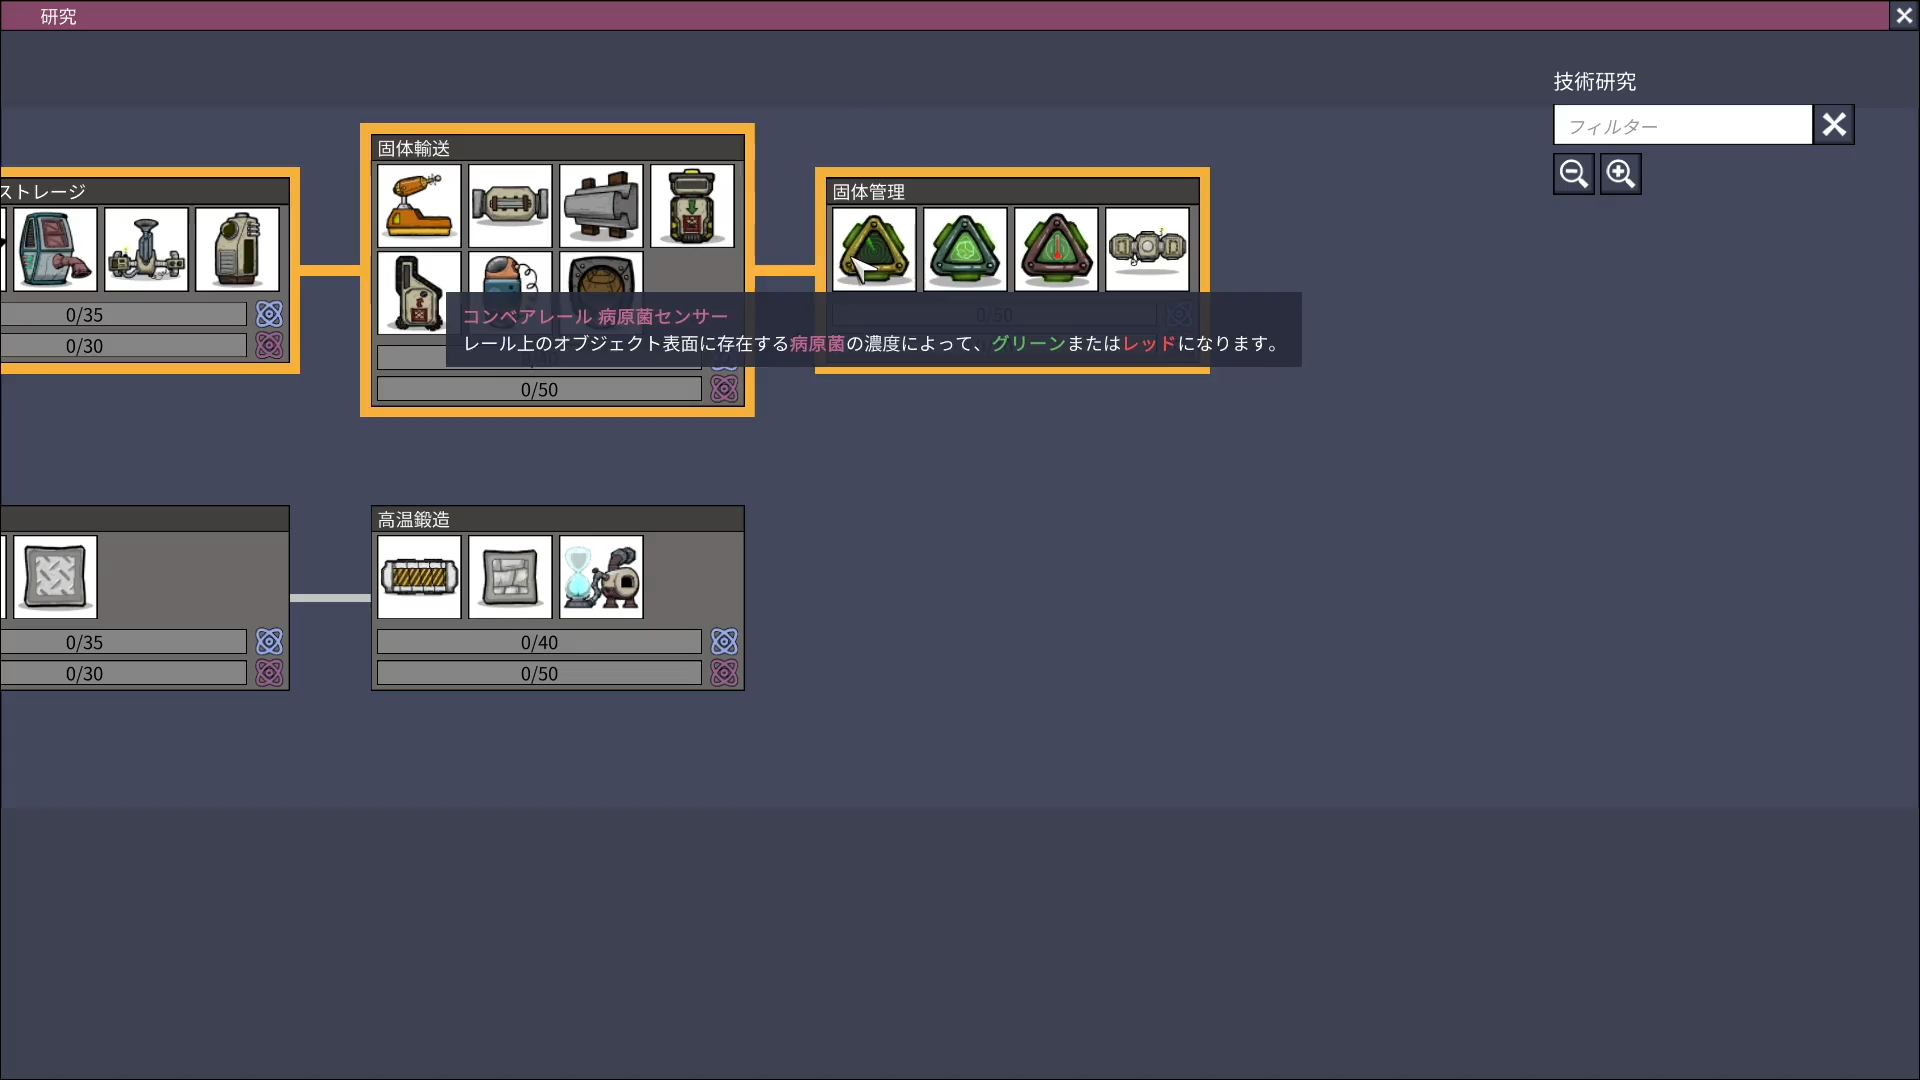 研究
技術研究
フィルター
ストレージ
0/35
0/30
固体輸送
0/50
固体管理
0/50
コンベアレール 病原菌センサー
レール上のオブジェクト表面に存在する病原菌の濃度によって、グリーンまたはレッドになります。
0/35
0/30
高温鍛造
0/40
0/50